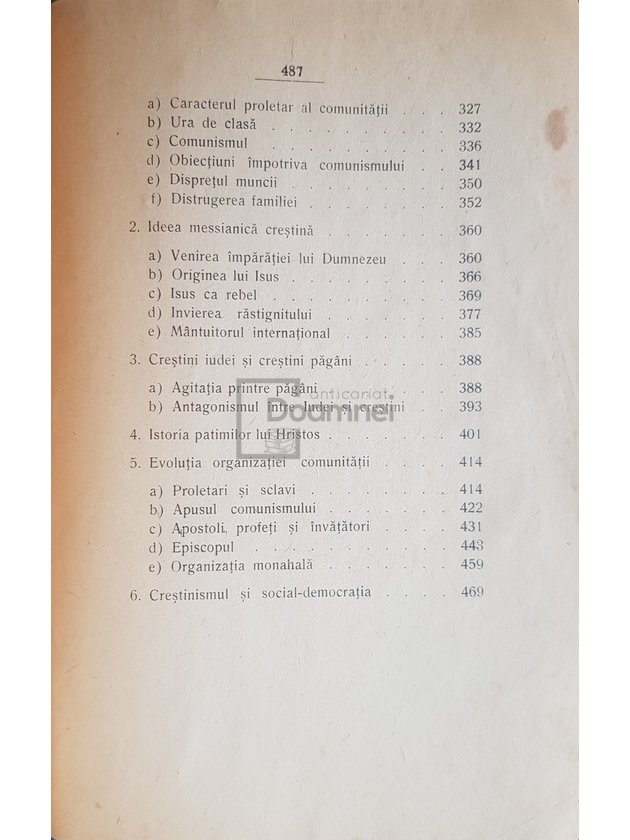 487
a) Caracterul proletar al comunității . . . 327
b) Ura de clasă . . . . . . . . . 332
c) Comunismul . . . . . . . . . 336
d) Obiecțiuni împotriva comunismului . . 341
e) Disprețul muncii . . . . . . . . 350
f) Distrugerea familiei . . . . . . . 352
2. Ideea messianică creștină . . . . . . 360
a) Venirea împărăției lui Dumnezeu . . . 360
b) Originea lui Isus . . . . . . . . 366
c) Isus ca rebel . . . . . . . . . 369
d) Invierea răstignitului . . . . . . 377
e) Mântuitorul internațional . . . . . 385
3. Creștini iudei și creștini păgâni . . . . . 388
a) Agitația printre păgâni . . . . . . 388
anticariat
Doamnei
b) Antagonismul între Iudei și creștini . . 393
4. Istoria patimilor lui Hristos . . . . . . 401
5. Evoluția organizației comunității . . . . 414
a) Proletari și sclavi . . . . . . . 414
b) Apusul comunismului . . . . . . 422
c) Apostoli, profeți și învățători . . . . 431
d) Episcopul . . . . . . . . . . 443
e) Organizația monahală . . . . . . 459
6. Creștinismul și social-democrația . . . . 469